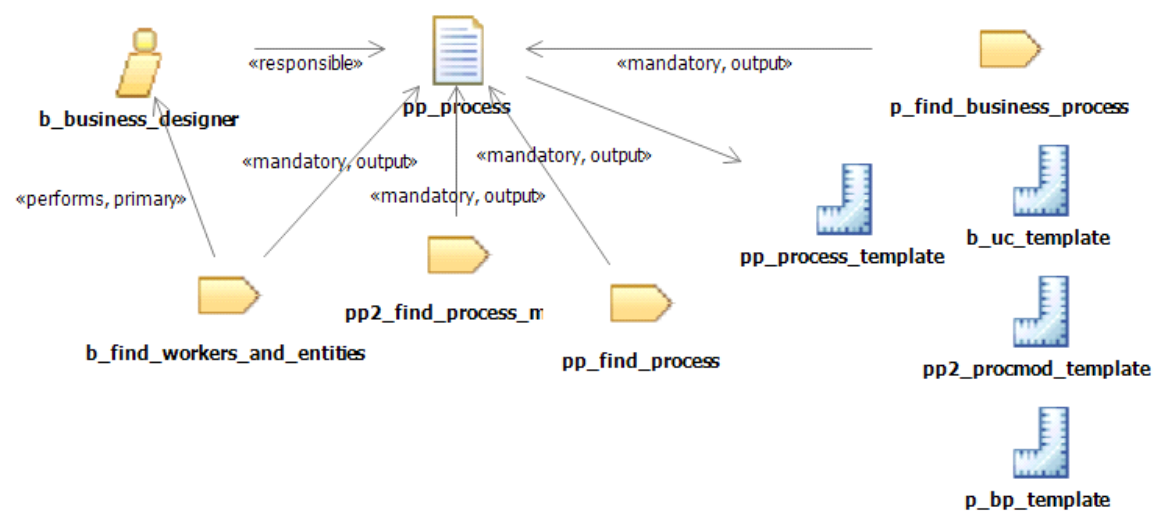 «responsible»
«mandatory, output»
pp_process
p_find_business_process
b_business_designer
«mandatory, output»
«mandatory, output»
«performs, primary»
«mandatory, output»
b_uc_template
pp_process_template
pp2_find_process_m
b_find_workers_and_entities
pp_find_process
pp2_procmod_template
p_bp_template